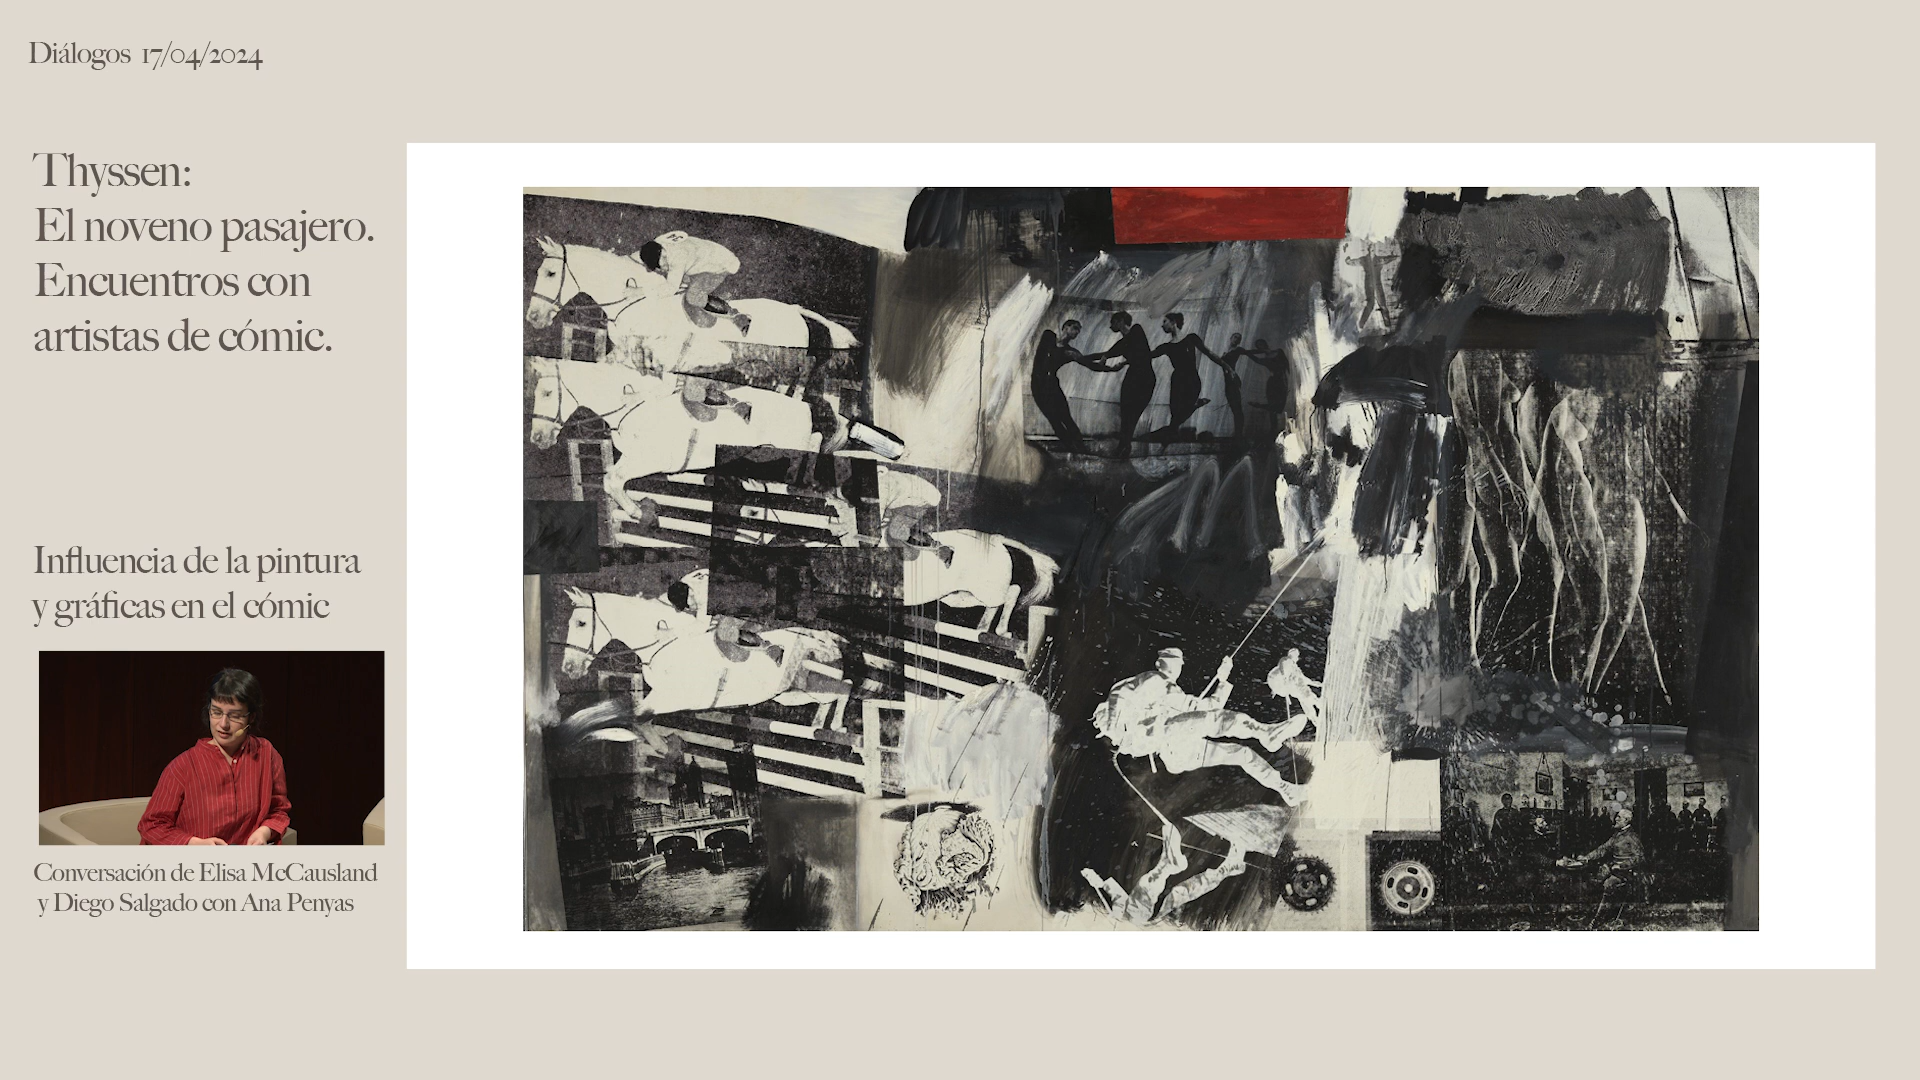 Diálogos 17/04/2024
Thyssen:
El noveno pasajero.
Encuentros con
artistas de cómic.
Influencia de la pintura
y gráficas en el cómic
Conversación de Elisa McCausland
y Diego Salgado con Ana Penyas